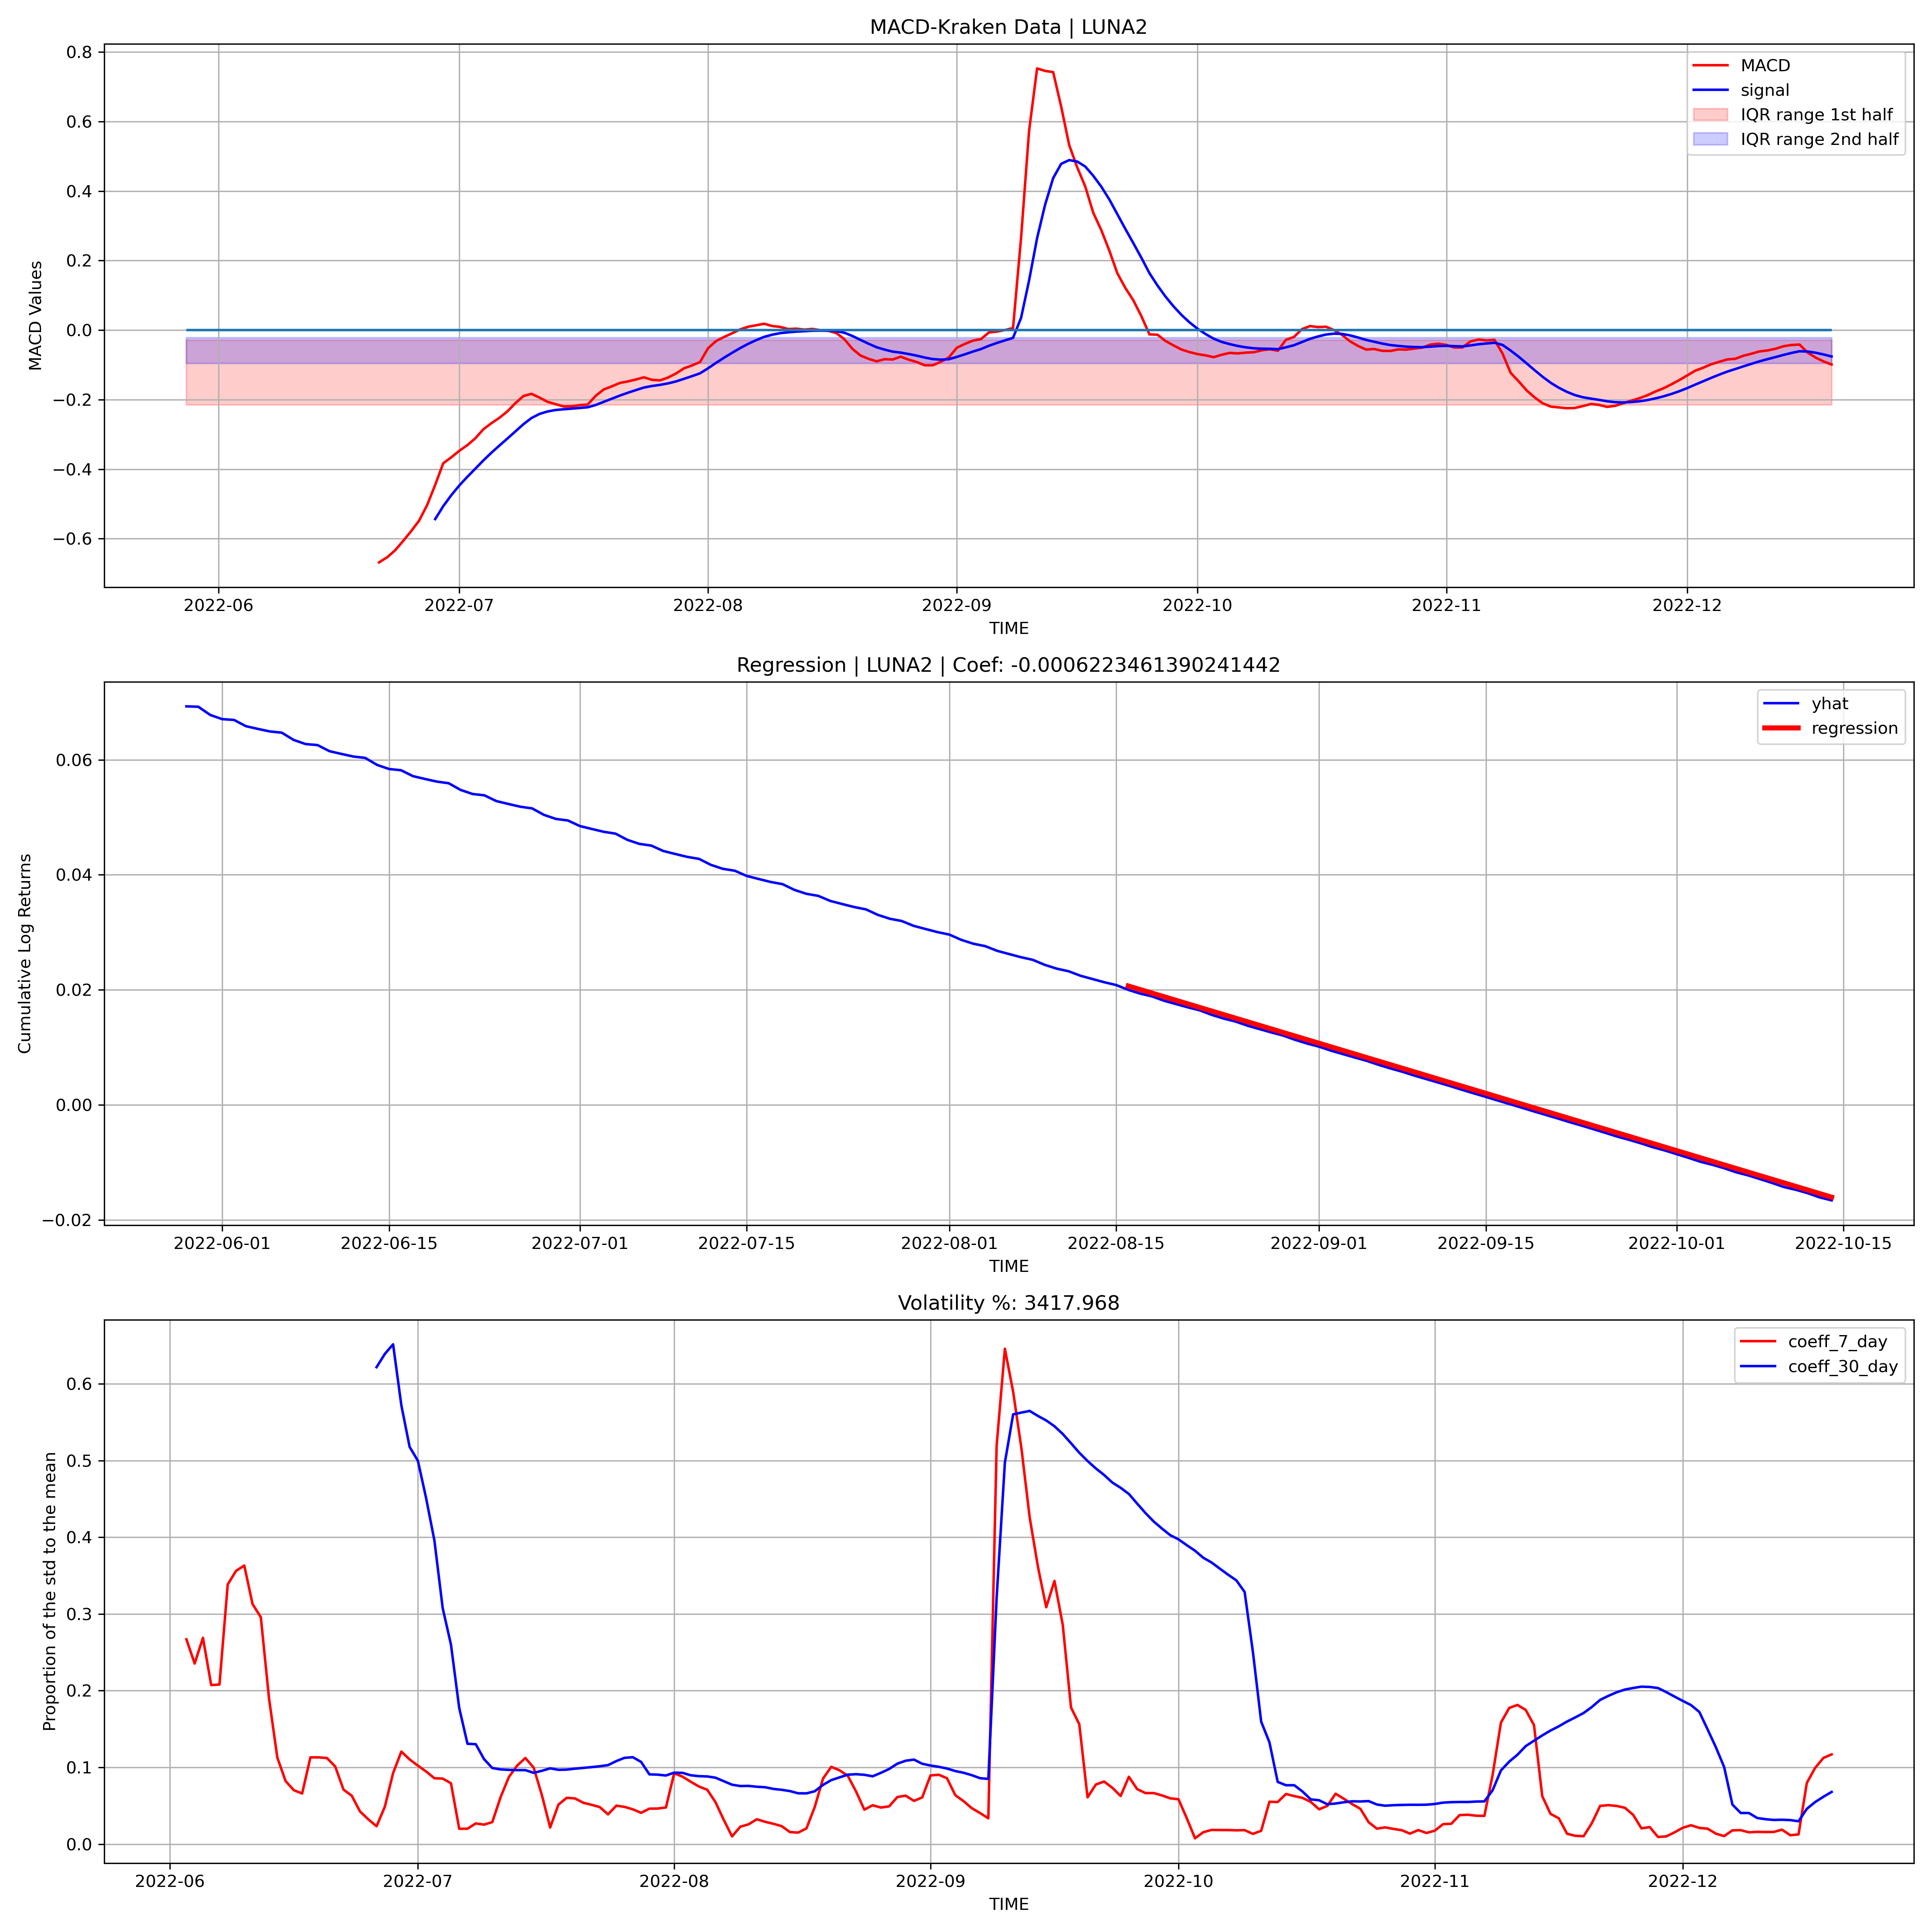 MACD-Kraken Data | LUNA2
MACD Values
0.8
0.6
0.4
0.2
0.0
−0.2
−0.4
−0.6
MACD
signal
IQR range 1st half
IQR range 2nd half
2022-06 2022-07 2022-08 2022-09 2022-10 2022-11 2022-12
TIME
Regression | LUNA2 | Coef: -0.0006223461390241442
Cumulative Log Returns
0.06
0.04
0.02
0.00
−0.02
yhat
regression
2022-06-01 2022-06-15 2022-07-01 2022-07-15 2022-08-01 2022-08-15 2022-09-01 2022-09-15 2022-10-01 2022-10-15
TIME
Volatility %: 3417.968
Proportion of the std to the mean
0.6
0.5
0.4
0.3
0.2
0.1
0.0
coeff_7_day
coeff_30_day
2022-06 2022-07 2022-08 2022-09 2022-10 2022-11 2022-12
TIME